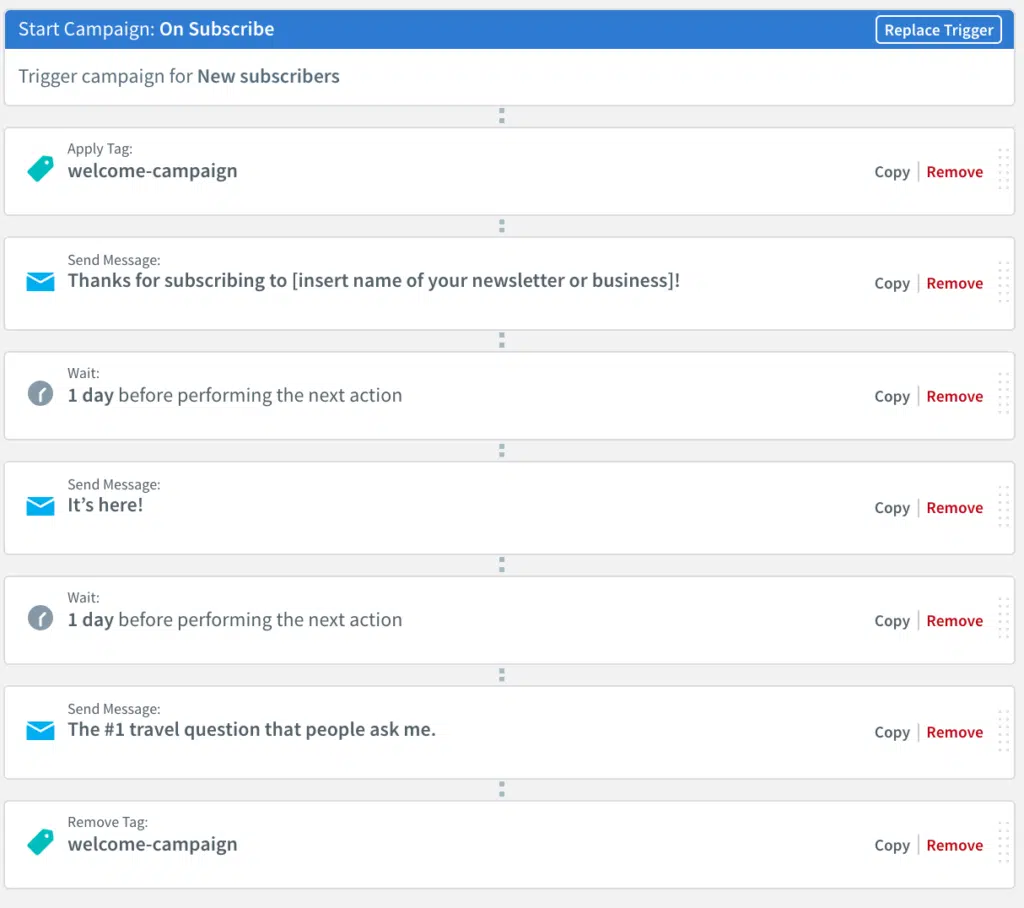 Start Campaign: On Subscribe
Replace Trigger
Trigger campaign for New subscribers
Apply Tag:
welcome-campaign
Copy
Remove
Send Message:
Thanks for subscribing to [insert name of your newsletter or business]!
Copy
Remove
Wait:
1 day before performing the next action
Copy
Remove
Send Message:
It’s here!
Copy
Remove
Wait:
1 day before performing the next action
Copy
Remove
Send Message:
The #1 travel question that people ask me.
Copy
Remove
Remove Tag:
welcome-campaign
Copy
Remove